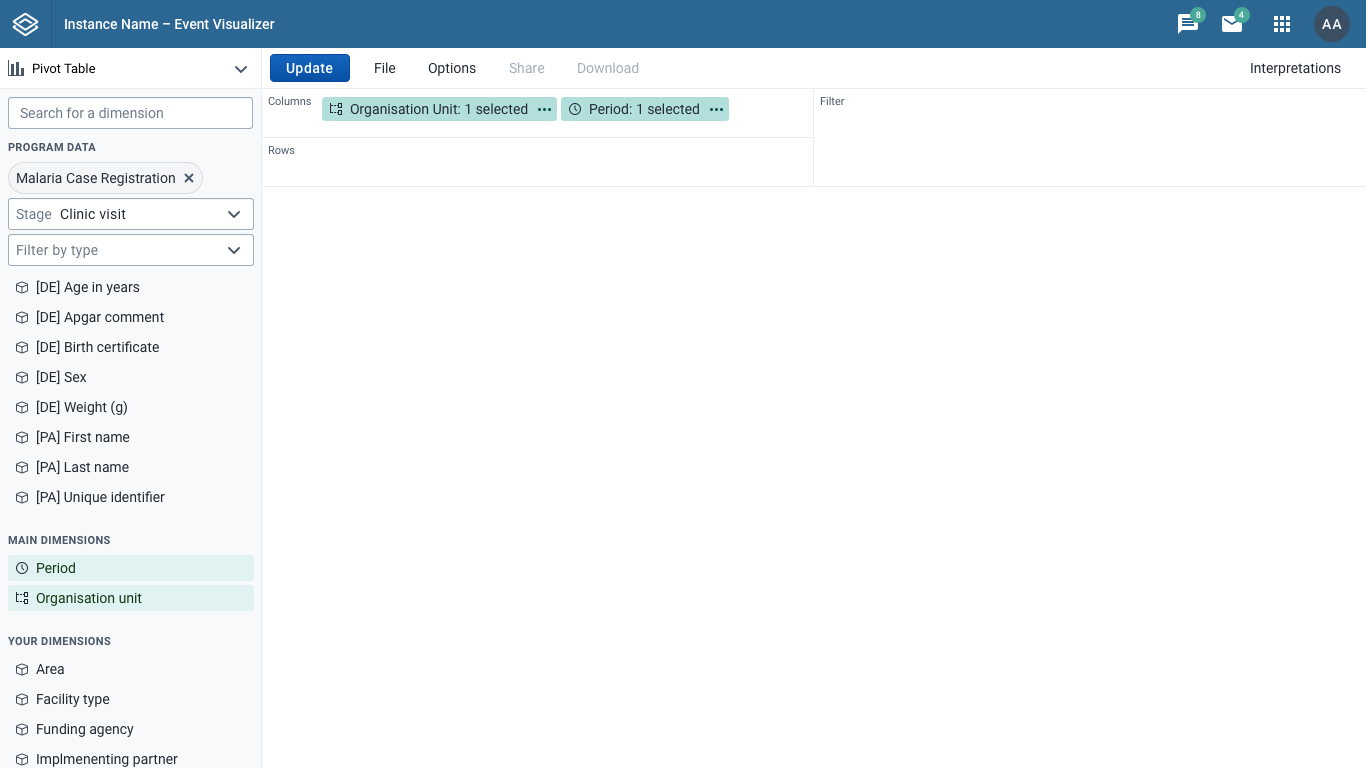 Instance Name – Event Visualizer
8
4
AA
Pivot Table
Update
File
Options
Share
Download
Interpretations
Search for a dimension
PROGRAM DATA
Malaria Case Registration
Stage Clinic visit
Filter by type
[DE] Age in years
[DE] Apgar comment
[DE] Birth certificate
[DE] Sex
[DE] Weight (g)
[PA] First name
[PA] Last name
[PA] Unique identifier
MAIN DIMENSIONS
Period
Organisation unit
YOUR DIMENSIONS
Area
Facility type
Funding agency
Implmenenting partner
Columns
Organisation Unit: 1 selected
Period: 1 selected
Rows
Filter